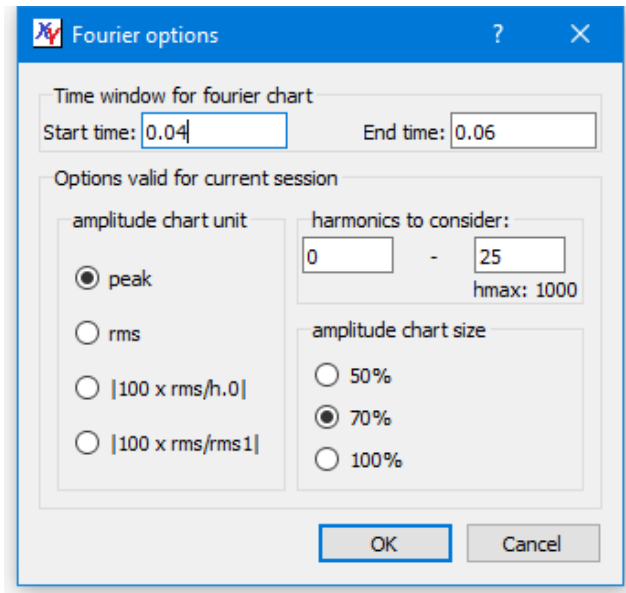 XY Fourier options ?
Time window for fourier chart
Start time: 0.04 End time: 0.06
Options valid for current session
amplitude chart unit
peak
rms
|100 x rms/h.0|
|100 x rms/rms1|
harmonics to consider:
0 - 25
hmax: 1000
amplitude chart size
50%
70%
100%
OK Cancel